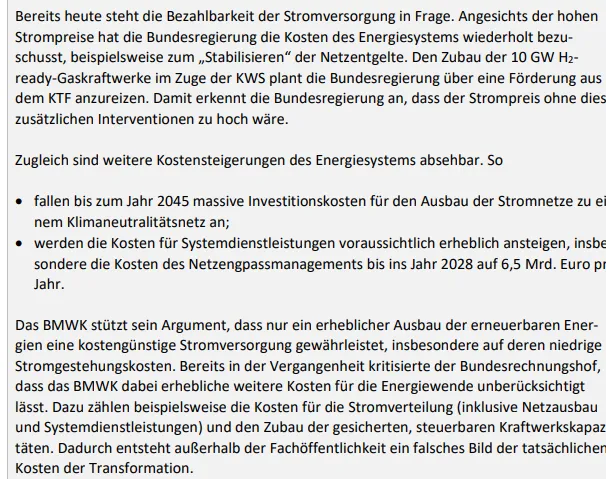 Bereits heute steht die Bezahlbarkeit der Stromversorgung in Frage. Angesichts der hohen
Strompreise hat die Bundesregierung die Kosten des Energiesystems wiederholt bezu-
schusst, beispielsweise zum „Stabilisieren“ der Netzentgelte. Den Zubau der 10 GW H₂-
ready-Gaskraftwerke im Zuge der KWS plant die Bundesregierung über eine Förderung aus
dem KTF anzureizen. Damit erkennt die Bundesregierung an, dass der Strompreis ohne dies
zusätzlichen Interventionen zu hoch wäre.
Zugleich sind weitere Kostensteigerungen des Energiesystems absehbar. So
• fallen bis zum Jahr 2045 massive Investitionskosten für den Ausbau der Stromnetze zu ei
nem Klimaneutralitätsnetz an;
• werden die Kosten für Systemdienstleistungen voraussichtlich erheblich ansteigen, insbe
sondere die Kosten des Netzengpassmanagements bis ins Jahr 2028 auf 6,5 Mrd. Euro pr
Jahr.
Das BMWK stützt sein Argument, dass nur ein erheblicher Ausbau der erneuerbaren Ener-
gien eine kostengünstige Stromversorgung gewährleistet, insbesondere auf deren niedrige
Stromgestehungskosten. Bereits in der Vergangenheit kritisierte der Bundesrechnungshof,
dass das BMWK dabei erhebliche weitere Kosten für die Energiewende unberücksichtigt
lässt. Dazu zählen beispielsweise die Kosten für die Stromverteilung (inklusive Netzausbau
und Systemdienstleistungen) und den Zubau der gesicherten, steuerbaren Kraftwerkskapaz
täten. Dadurch entsteht außerhalb der Fachöffentlichkeit ein falsches Bild der tatsächlichen
Kosten der Transformation.